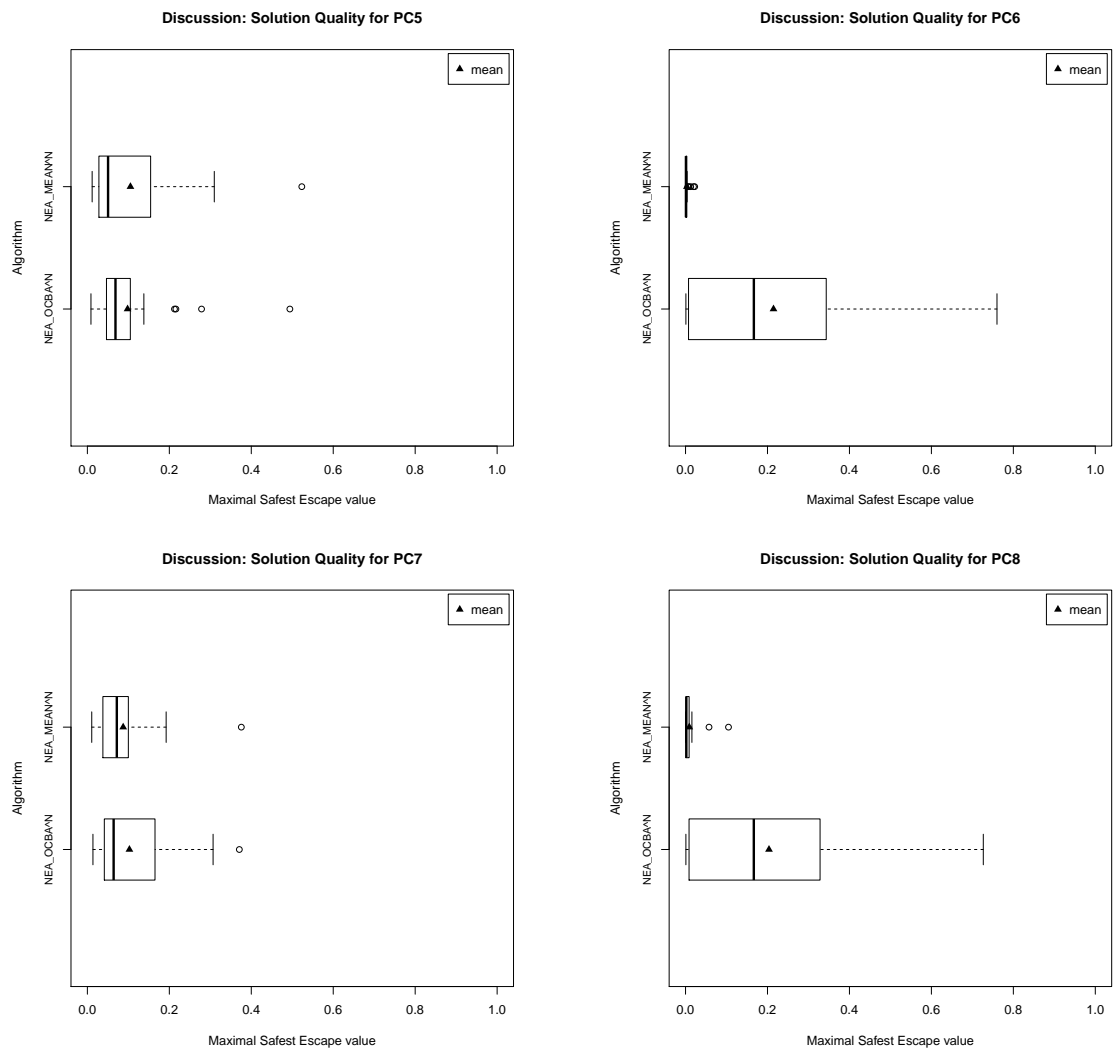 Discussion: Solution Quality for PC5
mean
NEA_MEAN^N
NEA_OCBA^N
Algorithm
0.0 0.2 0.4 0.6 0.8 1.0
Maximal Safest Escape value
Discussion: Solution Quality for PC6
mean
NEA_MEAN^N
NEA_OCBA^N
Algorithm
0.0 0.2 0.4 0.6 0.8 1.0
Maximal Safest Escape value
Discussion: Solution Quality for PC7
mean
NEA_MEAN^N
NEA_OCBA^N
Algorithm
0.0 0.2 0.4 0.6 0.8 1.0
Maximal Safest Escape value
Discussion: Solution Quality for PC8
mean
NEA_MEAN^N
NEA_OCBA^N
Algorithm
0.0 0.2 0.4 0.6 0.8 1.0
Maximal Safest Escape value